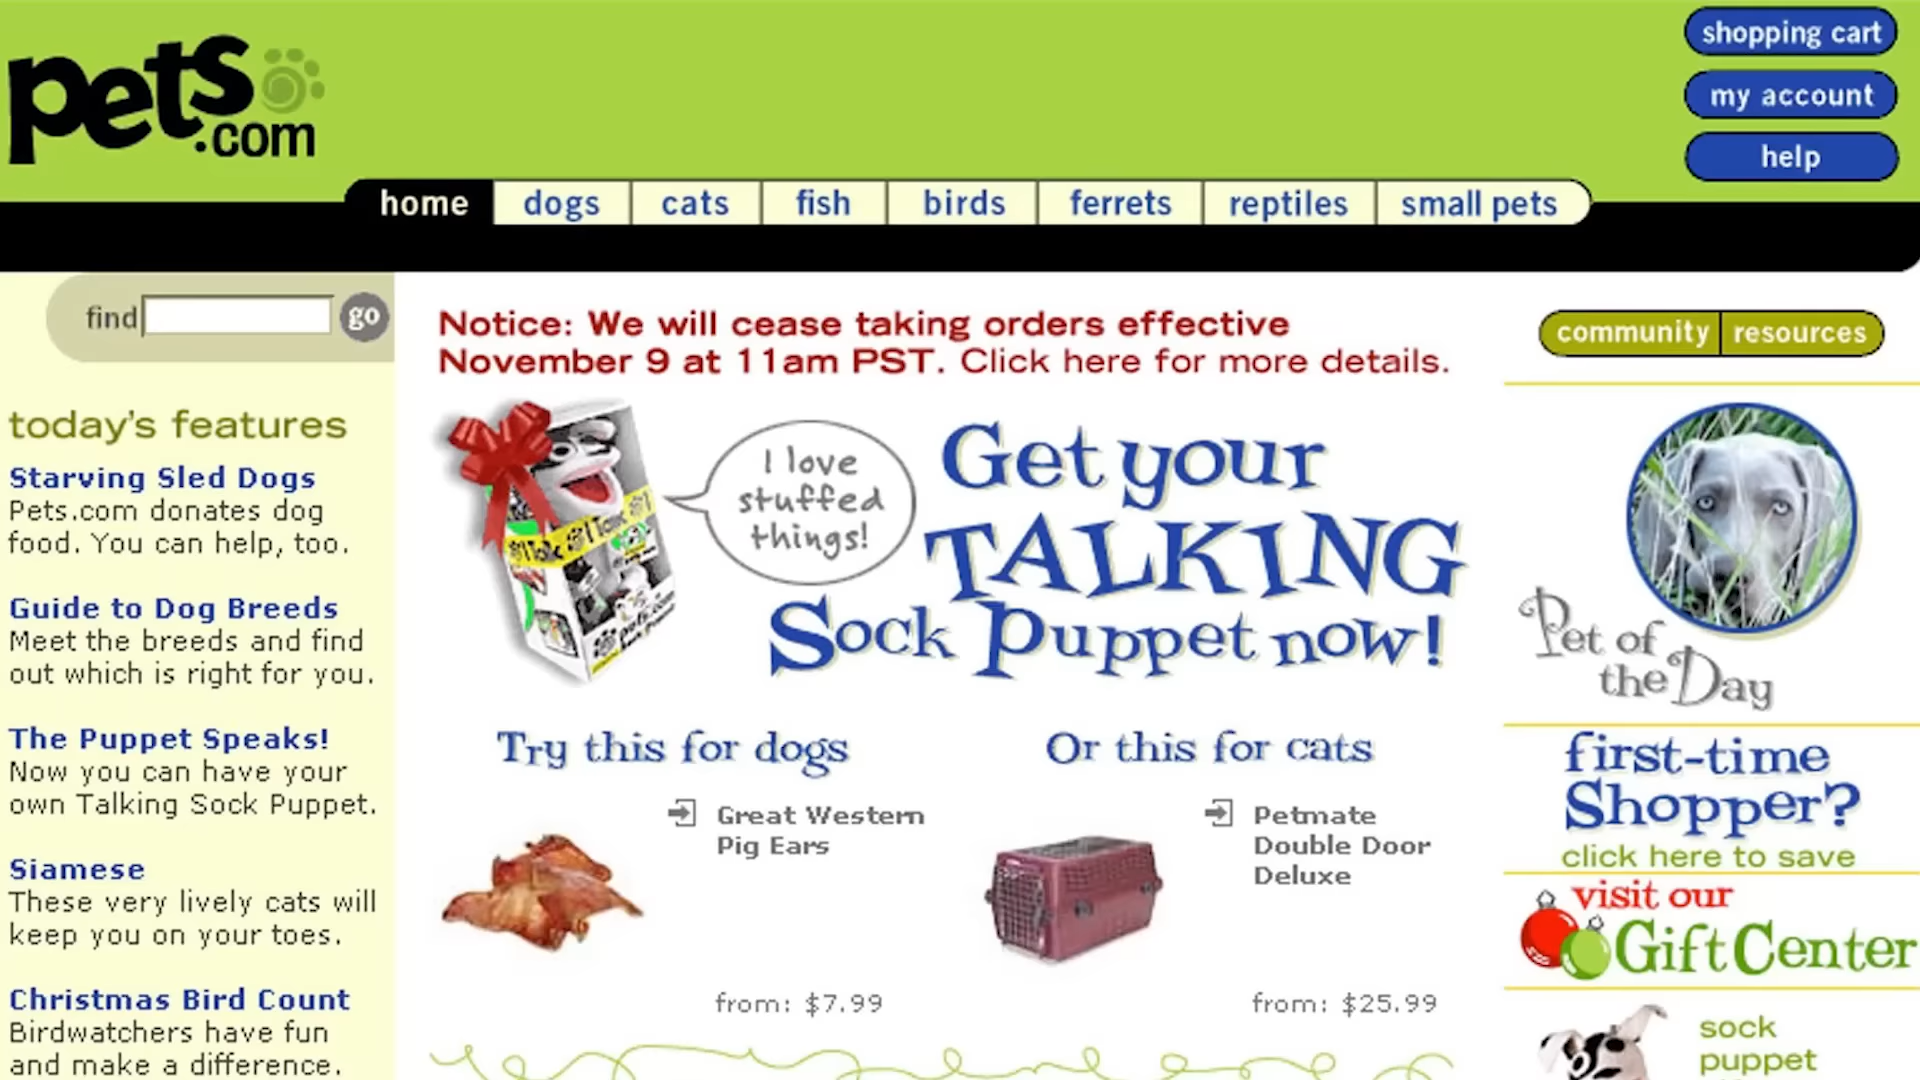 pets.com
shopping cart
my account
help
home
dogs
cats
fish
birds
ferrets
reptiles
small pets
find
go
today's features
Starving Sled Dogs
Pets.com donates dog
food. You can help, too.
Guide to Dog Breeds
Meet the breeds and find
out which is right for you.
The Puppet Speaks!
Now you can have your
own Talking Sock Puppet.
Siamese
These very lively cats will
keep you on your toes.
Christmas Bird Count
Birdwatchers have fun
and make a difference.
Notice: We will cease taking orders effective
November 9 at 11am PST. Click here for more details.
I love
stuffed
things!
Get your
TALKING
Sock Puppet now!
Try this for dogs
Great Western
Pig Ears
from: $7.99
Or this for cats
Petmate
Double Door
Deluxe
from: $25.99
community
resources
Pet of
the Day
first-time
Shopper?
click here to save
visit our
Gift Center
sock
puppet